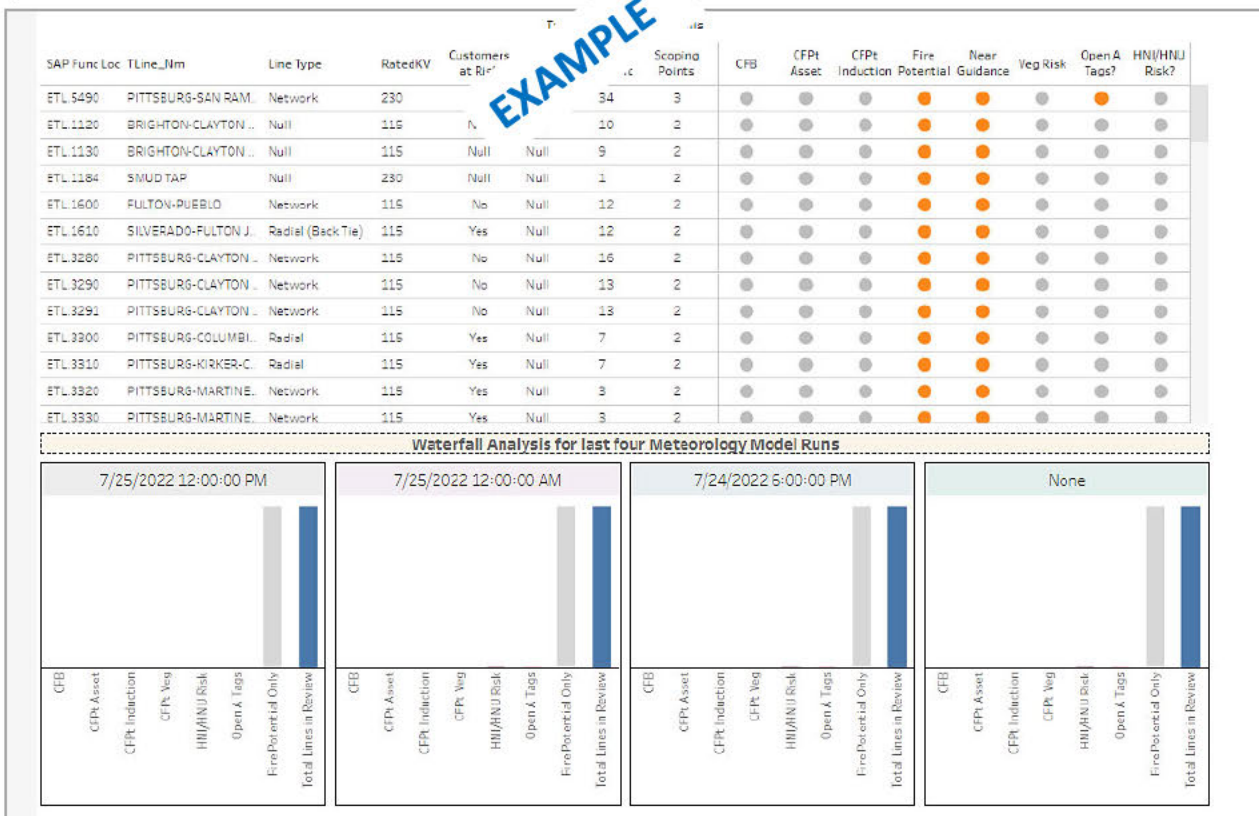 EXAMPLE
SAP Func Loc TLine_Nm Line Type RatedKV Customers at Scoping Points CFB CFPt Asset CFPt Induction Fire Potential Near Guidance Veg Risk Open A Tags? HNI/HNU Risk?
ETL.5490 PITTSBURG-SAN RAM.. Network 230 34 3
ETL.1120 BRIGHTON-CLAYTON .. Null 115 10 2
ETL.1130 BRIGHTON-CLAYTON .. Null 115 Null Null 9 2
ETL.1184 SMUD TAP Null 230 Null Null 1 2
ETL.1600 FULTON-PUEBLO Network 115 No Null 12 2
ETL.1610 SILVERADO-FULTON J.. Radial (Back Tie) 115 Yes Null 12 2
ETL.3280 PITTSBURG-CLAYTON .. Network 115 No Null 16 2
ETL.3290 PITTSBURG-CLAYTON .. Network 115 No Null 13 2
ETL.3291 PITTSBURG-CLAYTON .. Network 115 No Null 13 2
ETL.3300 PITTSBURG-COLUMBI.. Radial 115 Yes Null 7 2
ETL.3310 PITTSBURG-KIRKER-C.. Radial 115 Yes Null 7 2
ETL.3320 PITTSBURG-MARTINE.. Network 115 Yes Null 3 2
ETL.3330 PITTSBURG-MARTINE.. Network 115 Yes Null 3 2
Waterfall Analysis for last four Meteorology Model Runs
7/25/2022 12:00:00 PM 7/25/2022 12:00:00 AM 7/24/2022 6:00:00 PM None
CFB CFPt Asset CFPt Induction CFPt Veg HNI/HNU Risk Open A Tags FirePotential Only Total Lines in Review
CFB CFPt Asset CFPt Induction CFPt Veg HNI/HNU Risk Open A Tags FirePotential Only Total Lines in Review
CFB CFPt Asset CFPt Induction CFPt Veg HNI/HNU Risk Open A Tags FirePotential Only Total Lines in Review
CFB CFPt Asset CFPt Induction CFPt Veg HNI/HNU Risk Open A Tags FirePotential Only Total Lines in Review